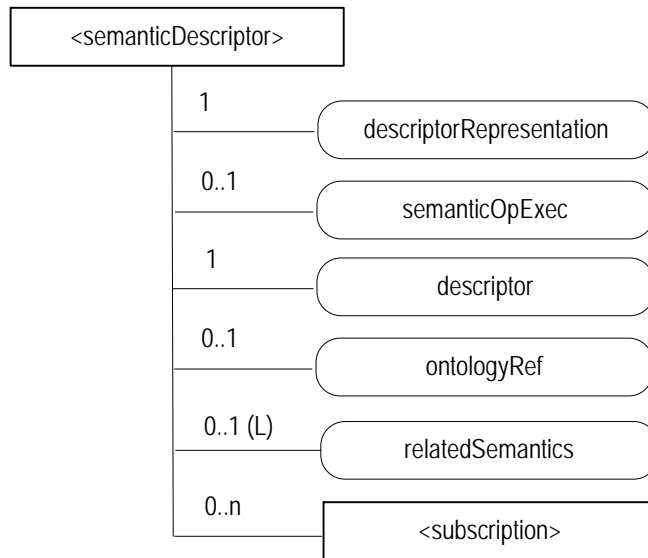 <semanticDescriptor>
1
descriptorRepresentation
0..1
semanticOpExec
1
descriptor
0..1
ontologyRef
0..1 (L)
relatedSemantics
0..n
<subscription>